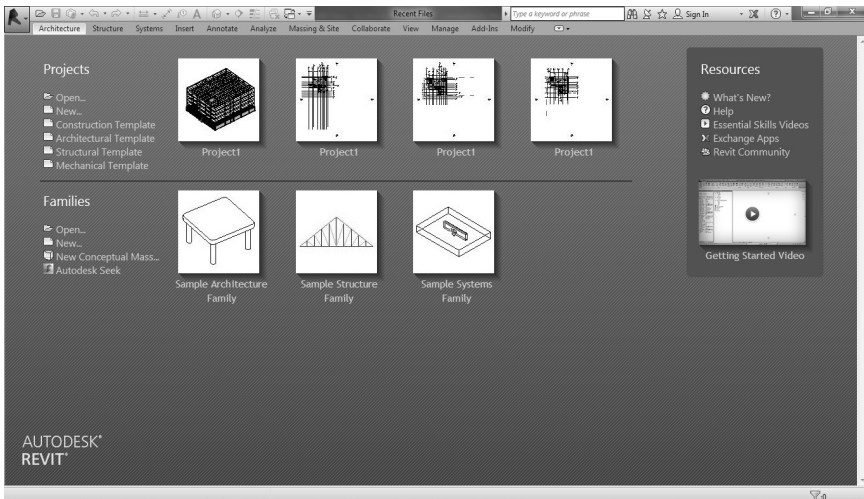 Recent Files
Type a keyword or phrase
Sign In
Architecture Structure Systems Insert Annotate Analyze Massing & Site Collaborate View Manage Add-Ins Modify
Projects
Open...
New...
Construction Template
Architectural Template
Structural Template
Mechanical Template
Project1
Project1
Project1
Project1
Families
Open...
New...
New Conceptual Mass...
Autodesk Seek
Sample Architecture
Family
Sample Structure
Family
Sample Systems
Family
Resources
What's New?
Help
Essential Skills Videos
Exchange Apps
Revit Community
Getting Started Video
AUTODESK®
REVIT®
:0